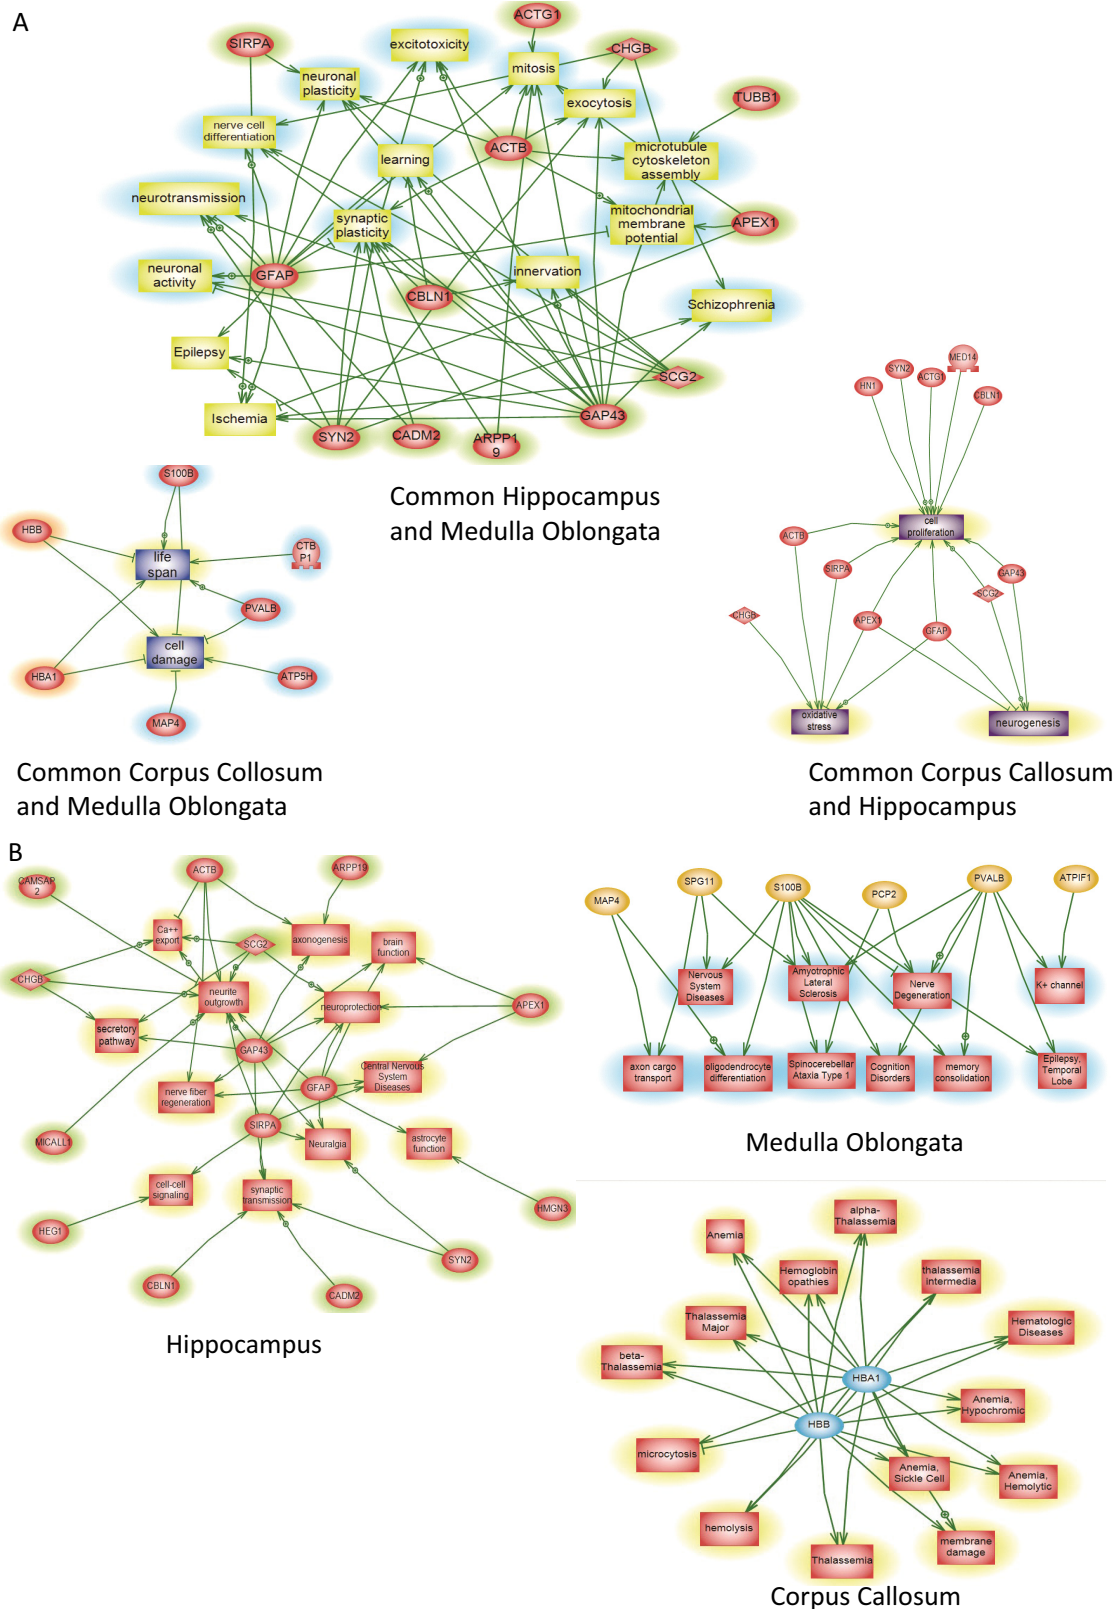 A
ACTG1
SIRPA
excitotoxicity
CHGB
mitosis
neuronal
plasticity
exocytosis
TUBB1
nerve cell
differentiation
ACTB
learning
microtubule
cytoskeleton
assembly
neurotransmission
synaptic
plasticity
mitochondrial
membrane
potential
APEX1
neuronal
activity
GFAP
innervation
CBLN1
Schizophrenia
Epilepsy
SCG2
Ischemia
GAP43
SYN2
CADM2
ARPP1
9
Common Hippocampus
and Medulla Oblongata
MED14
SYN2
ACTG1
HN1
CBLN1
cell
proliferation
ACTB
SIRPA
GAP43
SCG2
CHGB
APEX1
GFAP
oxidative
stress
neurogenesis
Common Corpus Callosum
and Hippocampus
S100B
HBB
CTB
P1
life
span
PVALB
cell
damage
HBA1
ATP5H
MAP4
Common Corpus Collosum
and Medulla Oblongata
B
ACTB
ARPP19
CAMSAP
2
Ca++
export
SCG2
axonogenesis
brain
function
CHGB
neurite
outgrowth
neuroprotection
APEX1
secretory
pathway
GAP43
Central Nervous
System
Diseases
nerve fiber
regeneration
GFAP
SIRPA
MICALL1
Neuralgia
astrocyte
function
cell-cell
signaling
synaptic
transmission
HMGN3
HEG1
SYN2
CBLN1
CADM2
Hippocampus
MAP4
SPG11
S100B
PCP2
PVALB
ATPIF1
Nervous
System
Diseases
Amyotrophic
Lateral
Sclerosis
Nerve
Degeneration
K+ channel
axon cargo
transport
oligodendrocyte
differentiation
Spinocerebellar
Ataxia Type 1
Cognition
Disorders
memory
consolidation
Epilepsy,
Temporal
Lobe
Medulla Oblongata
alpha-
Thalassemia
Anemia
Hemoglobin
opathies
thalassemia
intermedia
Thalassemia
Major
Hematologic
Diseases
beta-
Thalassemia
HBA1
Anemia,
Hypochromic
HBB
microcytosis
Anemia,
Sickle Cell
Anemia,
Hemolytic
hemolysis
membrane
damage
Thalassemia
Corpus Callosum